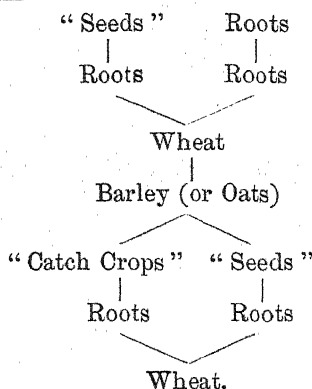 “ Seeds ” Roots
Roots Roots
Wheat
Barley (or Oats)
“ Catch Crops ” “ Seeds ”
Roots Roots
Wheat.